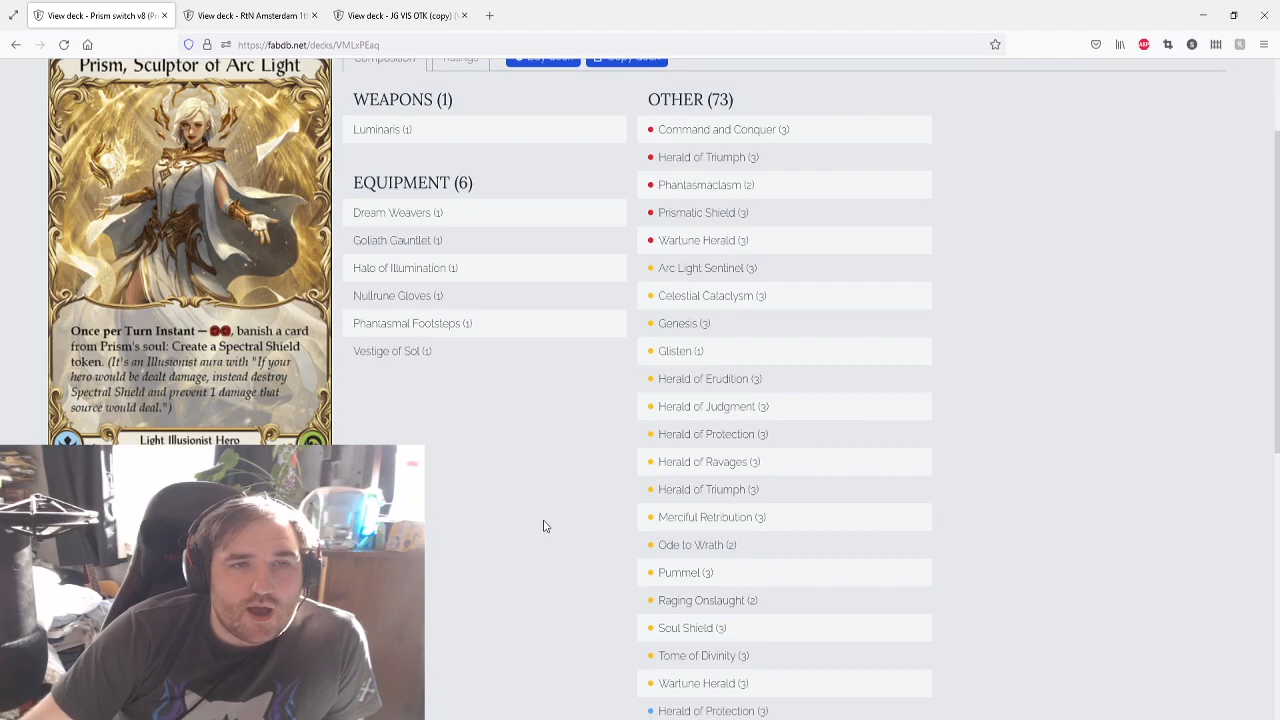 View deck - Prism switch v8 (Pri
View deck - RtN Amsterdam 1t
View deck - JG VIS OTK (copy) (
https://fabdb.net/decks/VMLxPEaq
Prism, Sculptor of Arc Light
Once per Turn Instant — , banish a card
from Prism's soul: Create a Spectral Shield
token. (It's an Illusionist aura with "If your
hero would be dealt damage, instead destroy
Spectral Shield and prevent 1 damage that
source would deal.")
Light Illusionist Hero
WEAPONS (1)
Luminaris (1)
EQUIPMENT (6)
Dream Weavers (1)
Goliath Gauntlet (1)
Halo of Illumination (1)
Nullrune Gloves (1)
Phantasmal Footsteps (1)
Vestige of Sol (1)
OTHER (73)
Command and Conquer (3)
Herald of Triumph (3)
Phantasmaclasm (2)
Prismatic Shield (3)
Wartune Herald (3)
Arc Light Sentinel (3)
Celestial Cataclysm (3)
Genesis (3)
Glisten (1)
Herald of Erudition (3)
Herald of Judgment (3)
Herald of Protection (3)
Herald of Ravages (3)
Herald of Triumph (3)
Merciful Retribution (3)
Ode to Wrath (2)
Pummel (3)
Raging Onslaught (2)
Soul Shield (3)
Tome of Divinity (3)
Wartune Herald (3)
Herald of Protection (3)